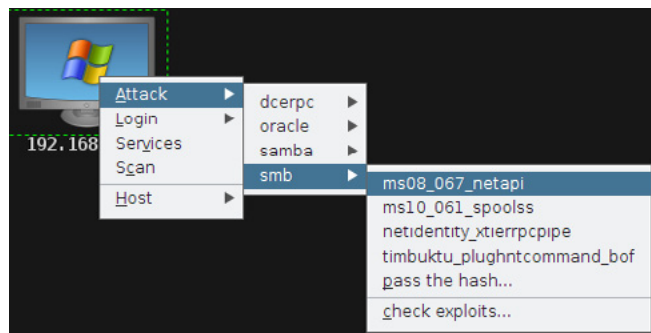 192.168
Attack
Login
Services
Scan
Host
dcerpc
oracle
samba
smb
ms08_067_netapi
ms10_061_spoolss
netidentity_xtierrpcpipe
timbuktu_plughntcommand_bof
pass the hash...
check exploits...